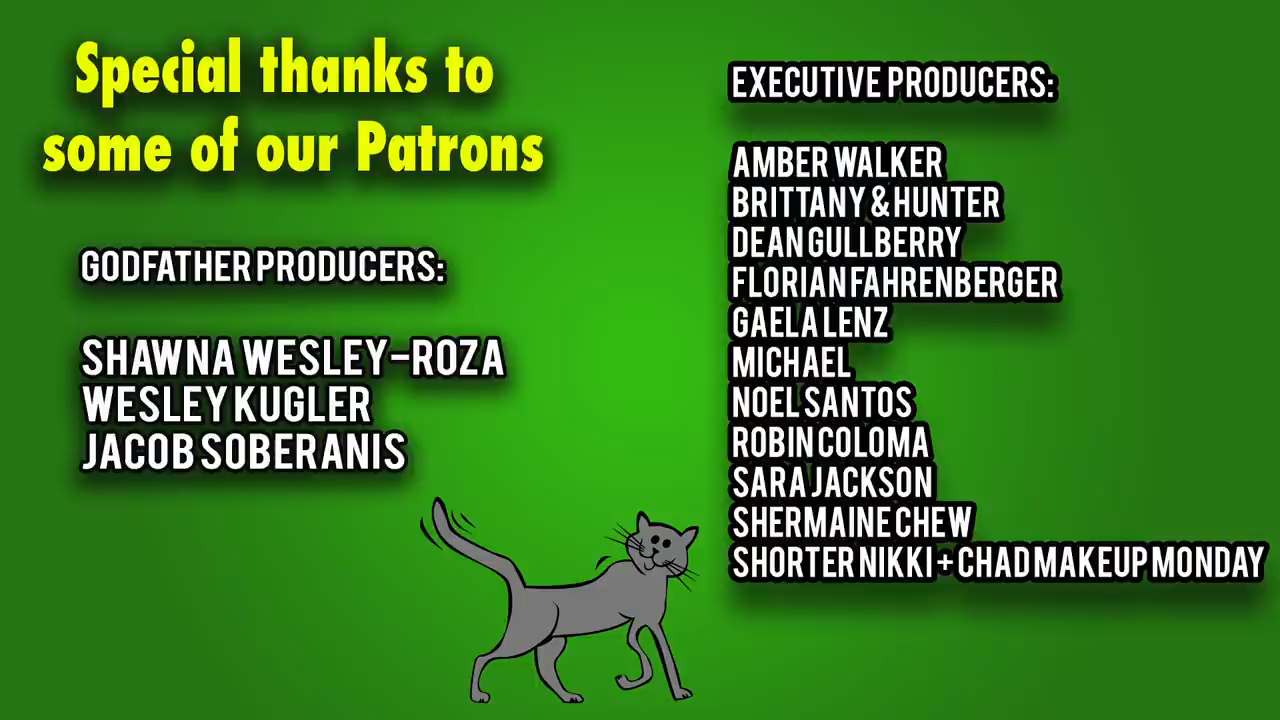 Special thanks to
some of our Patrons
GODFATHER PRODUCERS:
SHAWNA WESLEY-ROZA
WESLEY KUGLER
JACOB SOBERANIS
EXECUTIVE PRODUCERS:
AMBER WALKER
BRITTANY & HUNTER
DEAN GULLBERRY
FLORIAN FAHRENBERGER
GAELA LENZ
MICHAEL
NOEL SANTOS
ROBIN COLOMA
SARA JACKSON
SHERMAINE CHEW
SHORTER NIKKI + CHAD MAKEUP MONDAY